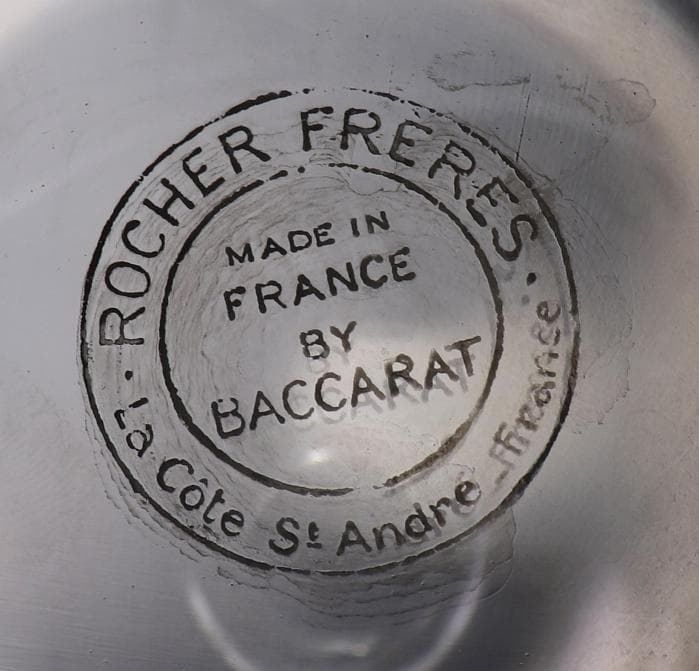 · ROCHER FRERES ·
MADE IN
FRANCE
BY
BACCARAT
La Côte St Andre France